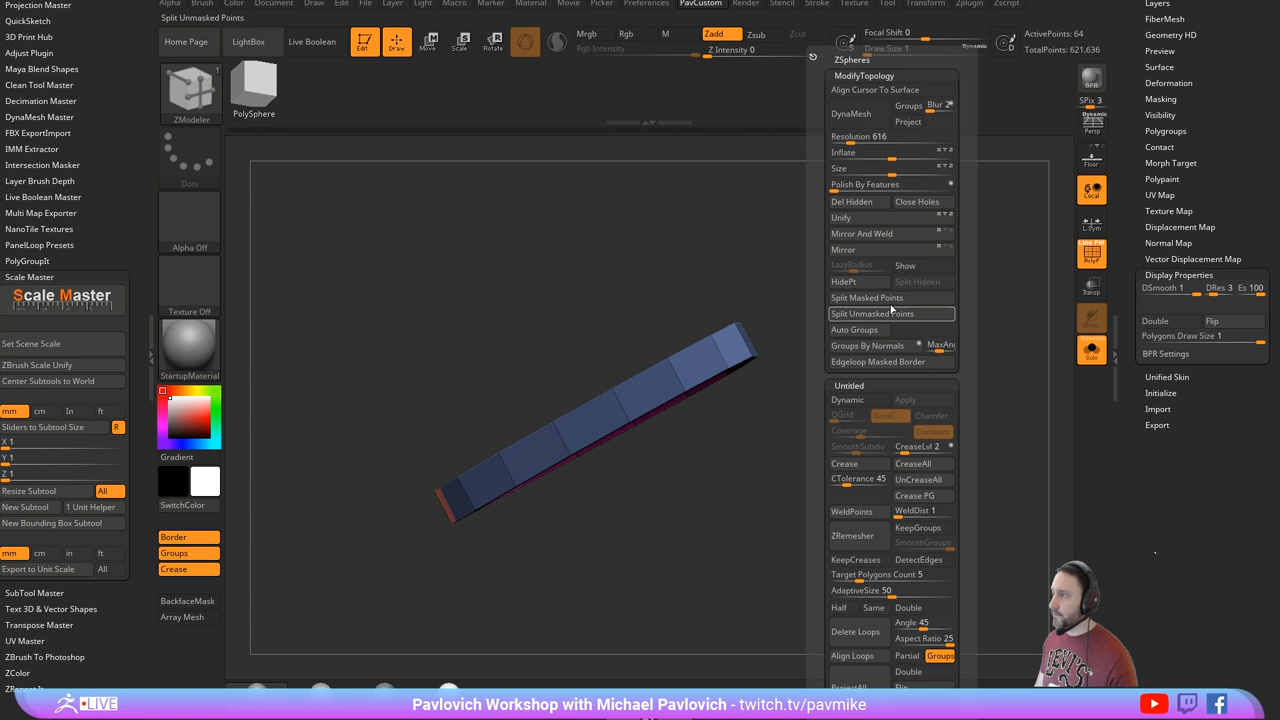 Alpha Brush Color Document Draw Edit File Layer Light Macro Marker Material Movie Picker Preferences PavCustom Render Stencil Stroke Texture Tool Transform Zplugin Zscript
Split Unmasked Points
Home Page LightBox Live Boolean Edit Draw Move Scale Rotate
Mrgb Rgb M Zadd Zsub Zcut
Rgb Intensity Z Intensity 0
Focal Shift 0
Draw Size 1 Dynamic
ActivePoints: 64
TotalPoints: 621,636
Projection Master
QuickSketch
3D Print Hub
Adjust Plugin
Maya Blend Shapes
Clean Tool Master
Decimation Master
DynaMesh Master
FBX ExportImport
IMM Extractor
Intersection Master
Layer Brush Depth
Live Boolean Master
Multi Map Exporter
NanoTile Textures
PaneLoop Presets
PolyGroupIt
Scale Master
Scale Master
Set Scene Scale
ZBrush Scale Unify
Center Subtools to World
mm cm In ft
Sliders to Subtool Size R
X 1
Y 1
Z 1
Resize Subtool All
New Subtool 1 Unit Helper
New Bounding Box Subtool
mm cm in ft
Export to Unit Scale All
SubTool Master
Text 3D & Vector Shapes
Transpose Master
UV Master
ZBrush To Photoshop
ZColor
1
ZModeler
PolySphere
Dots
Alpha Off
Texture Off
StartupMaterial
Gradient
SwitchColor
Border
Groups
Crease
BackfaceMask
Array Mesh
ZSpheres
ModifyTopology
Align Cursor To Surface
DynaMesh Groups Blur 2
Project
Resolution 616
Inflate
Size
Polish By Features
Del Hidden Close Holes
Unify
Mirror And Weld
Mirror
LazyRadius Show
HidePt Split Hidden
Split Masked Points
Split Unmasked Points
Auto Groups
Groups By Normals MaxAn
Edgeloop Masked Border
Untitled
Dynamic Apply
QGrid Bevel Chamfer
Coverage Constant
SmoothSubdiv CreaseLvl 2
Crease CreaseAll
CTolerance 45 UnCreaseAll
Crease PG
WeldPoints WeldDist 1
ZRemesher KeepGroups
SmoothGroups
KeepCreases DetectEdges
Target Polygons Count 5
AdaptiveSize 50
Half Same Double
Delete Loops Angle 45
Aspect Ratio 25
Align Loops Partial Groups
Double
ProjectAll
BPR
SPix 3
Dynamic
Persp
Floor
Local
L.Sym
Line Fill
PolyF
Transp
Ghost
Solo
Layers
FiberMesh
Geometry HD
Preview
Surface
Deformation
Masking
Visibility
Polygroups
Contact
Morph Target
Polypaint
UV Map
Texture Map
Displacement Map
Normal Map
Vector Displacement Map
Display Properties
DSmooth 1 DRes 3 Es 100
Double Flip
Polygons Draw Size 1
BPR Settings
Unified Skin
Initialize
Import
Export
LEVI'S
LIVE Pavlovich Workshop with Michael Pavlovich - twitch.tv/pavmike